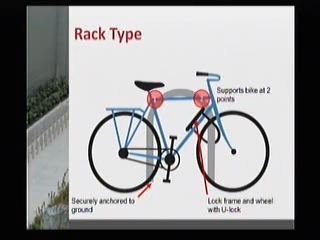 Rack Type
Supports bike at 2
points
Securely anchored to
ground
Lock frame and wheel
with U-lock